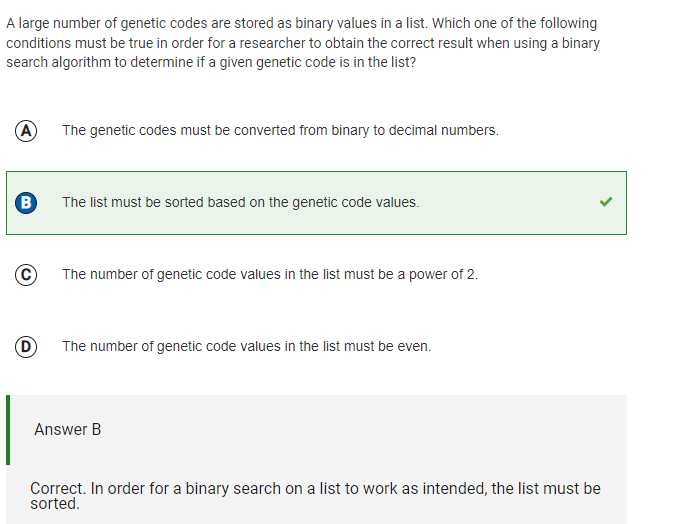 A large number of genetic codes are stored as binary values in a list. Which one of the following
conditions must be true in order for a researcher to obtain the correct result when using a binary
search algorithm to determine if a given genetic code is in the list?
A The genetic codes must be converted from binary to decimal numbers.
B The list must be sorted based on the genetic code values.
C The number of genetic code values in the list must be a power of 2.
D The number of genetic code values in the list must be even.
Answer B
Correct. In order for a binary search on a list to work as intended, the list must be
sorted.